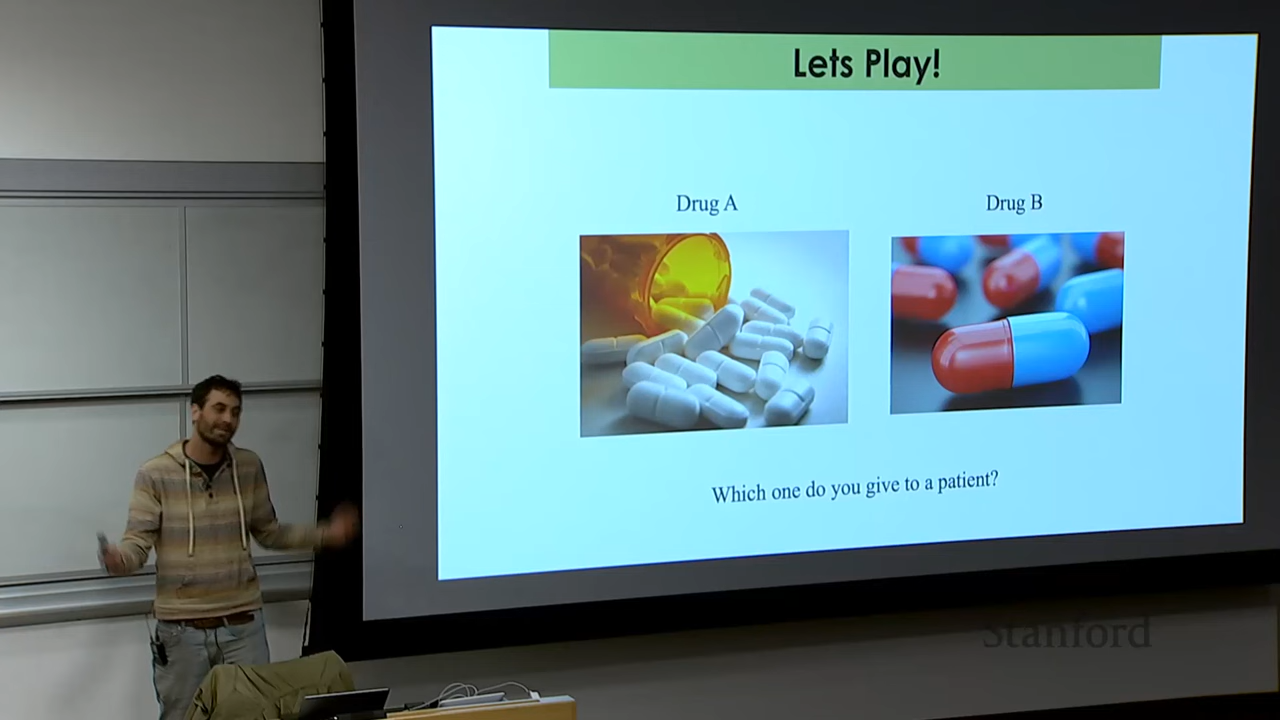 Lets Play!
Drug A
Drug B
Which one do you give to a patient?
Stanford